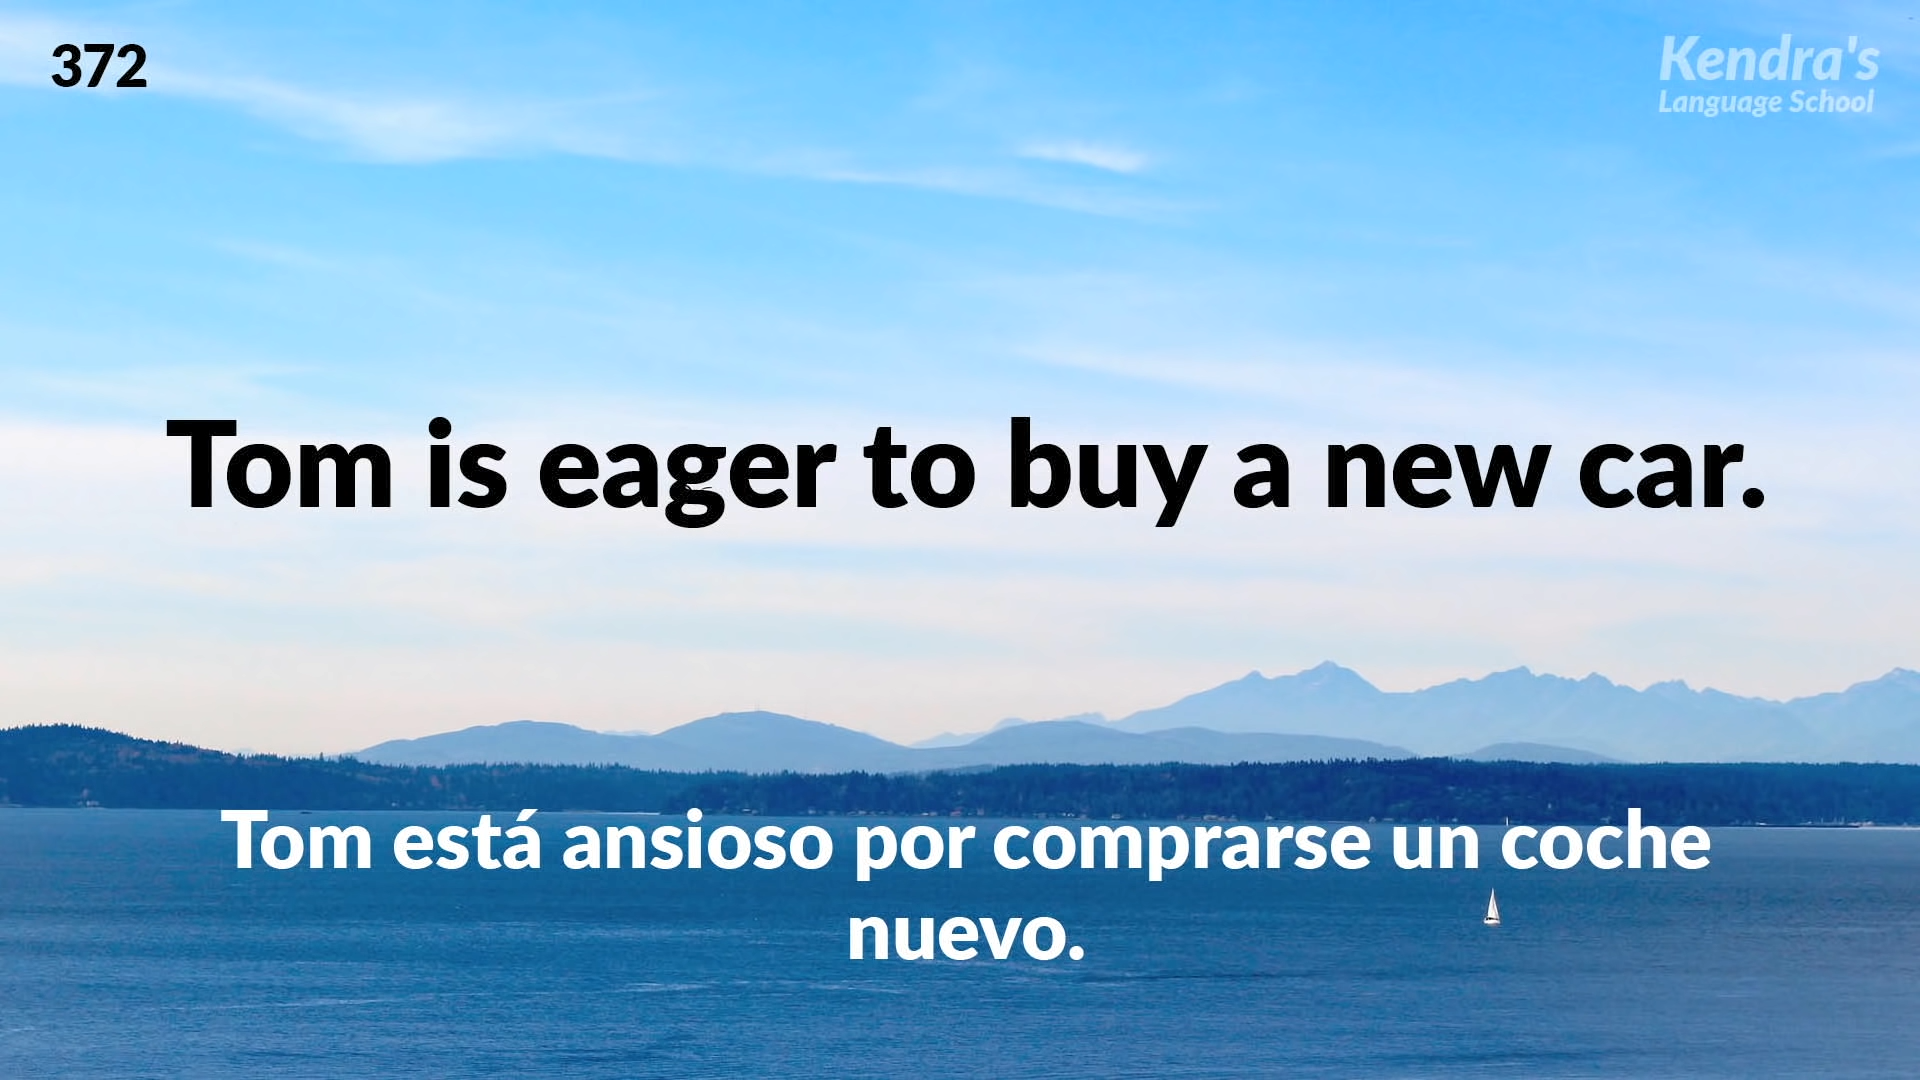 372
Kendra's
Language School
Tom is eager to buy a new car.
Tom está ansioso por comprarse un coche
nuevo.